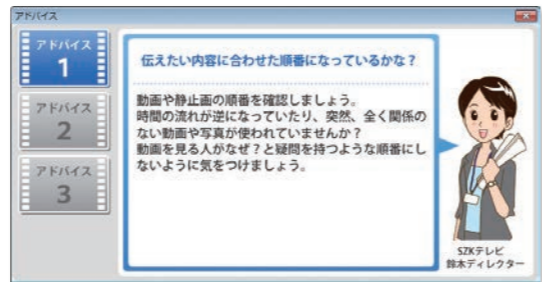 アドバイス
アドバイス
1
アドバイス
2
アドバイス
3
伝えたい内容に合わせた順番になっているかな？
動画や静止画の順番を確認しましょう。
時間の流れが逆になっていたり、突然、全く関係の
ない動画や写真が使われていませんか？
動画を見る人がなぜ？と疑問を持つような順番にし
ないように気をつけましょう。
SZKテレビ
鈴木ディレクター